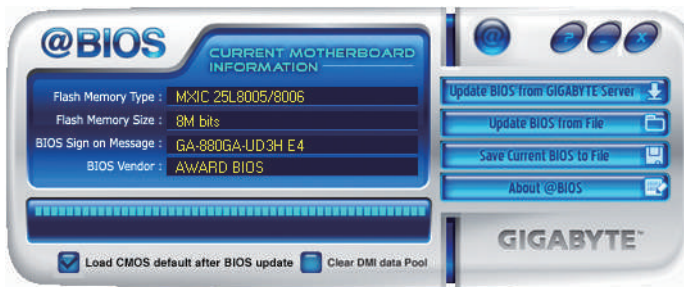 @BIOS
CURRENT MOTHERBOARD
INFORMATION
Flash Memory Type : MXIC 25L8005/8006
Flash Memory Size : 8M bits
BIOS Sign on Message : GA-880GA-UD3H E4
BIOS Vendor : AWARD BIOS
Load CMOS default after BIOS update
Clear DMI data Pool
@
?
-
X
Update BIOS from GIGABYTE Server
Update BIOS from File
Save Current BIOS to File
About @BIOS
GIGABYTE™